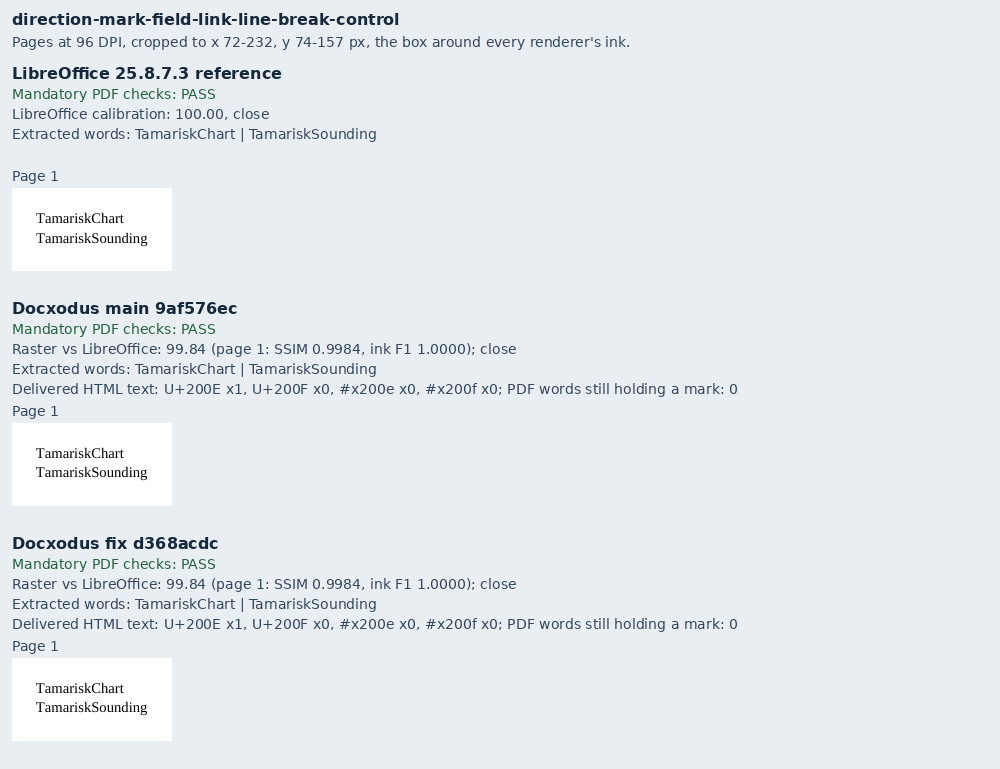 direction-mark-field-link-line-break-control
Pages at 96 DPI, cropped to x 72-232, y 74-157 px, the box around every renderer's ink.
LibreOffice 25.8.7.3 reference
Mandatory PDF checks: PASS
LibreOffice calibration: 100.00, close
Extracted words: TamariskChart | TamariskSounding
Page 1
TamariskChart
TamariskSounding
Docxodus main 9af576ec
Mandatory PDF checks: PASS
Raster vs LibreOffice: 99.84 (page 1: SSIM 0.9984, ink F1 1.0000); close
Extracted words: TamariskChart | TamariskSounding
Delivered HTML text: U+200E x1, U+200F x0, #x200e x0, #x200f x0; PDF words still holding a mark: 0
Page 1
TamariskChart
TamariskSounding
Docxodus fix d368acdc
Mandatory PDF checks: PASS
Raster vs LibreOffice: 99.84 (page 1: SSIM 0.9984, ink F1 1.0000); close
Extracted words: TamariskChart | TamariskSounding
Delivered HTML text: U+200E x1, U+200F x0, #x200e x0, #x200f x0; PDF words still holding a mark: 0
Page 1
TamariskChart
TamariskSounding